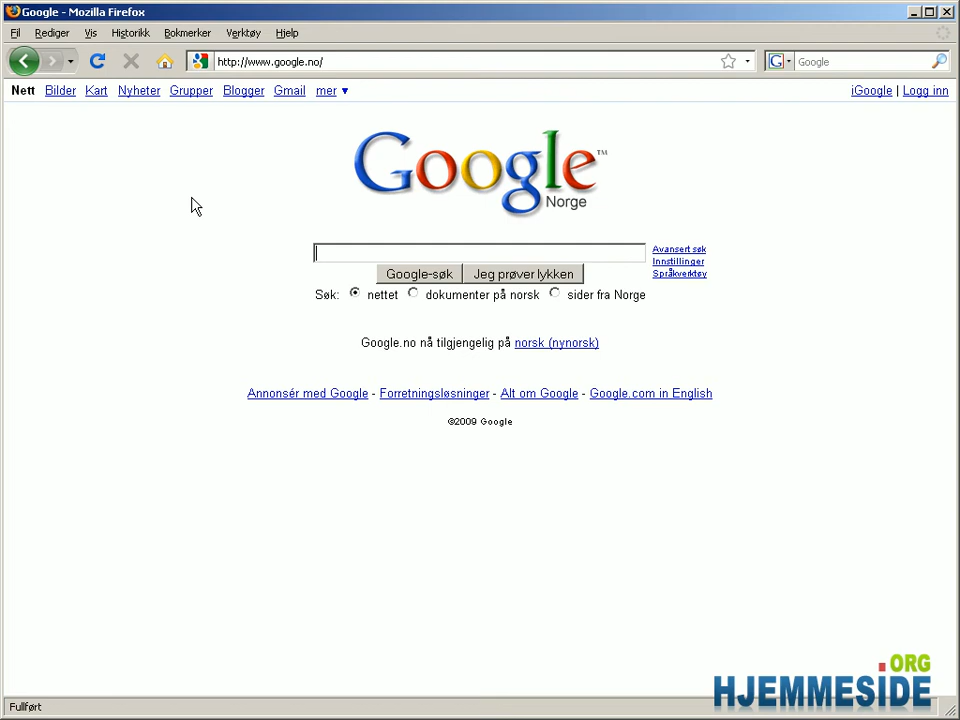 Google - Mozilla Firefox
Fil Rediger Vis Historikk Bokmerker Verktøy Hjelp
http://www.google.no/ G Google
Nett Bilder Kart Nyheter Grupper Blogger Gmail mer ▼ iGoogle | Logg inn
Google™
Norge
Avansert søk
Innstillinger
Språkverktøy
Google-søk Jeg prøver lykken
Søk: nettet dokumenter på norsk sider fra Norge
Google.no nå tilgjengelig på norsk (nynorsk)
Annonsér med Google - Forretningsløsninger - Alt om Google - Google.com in English
©2009 Google
.ORG
HJEMMESIDE
Fullført